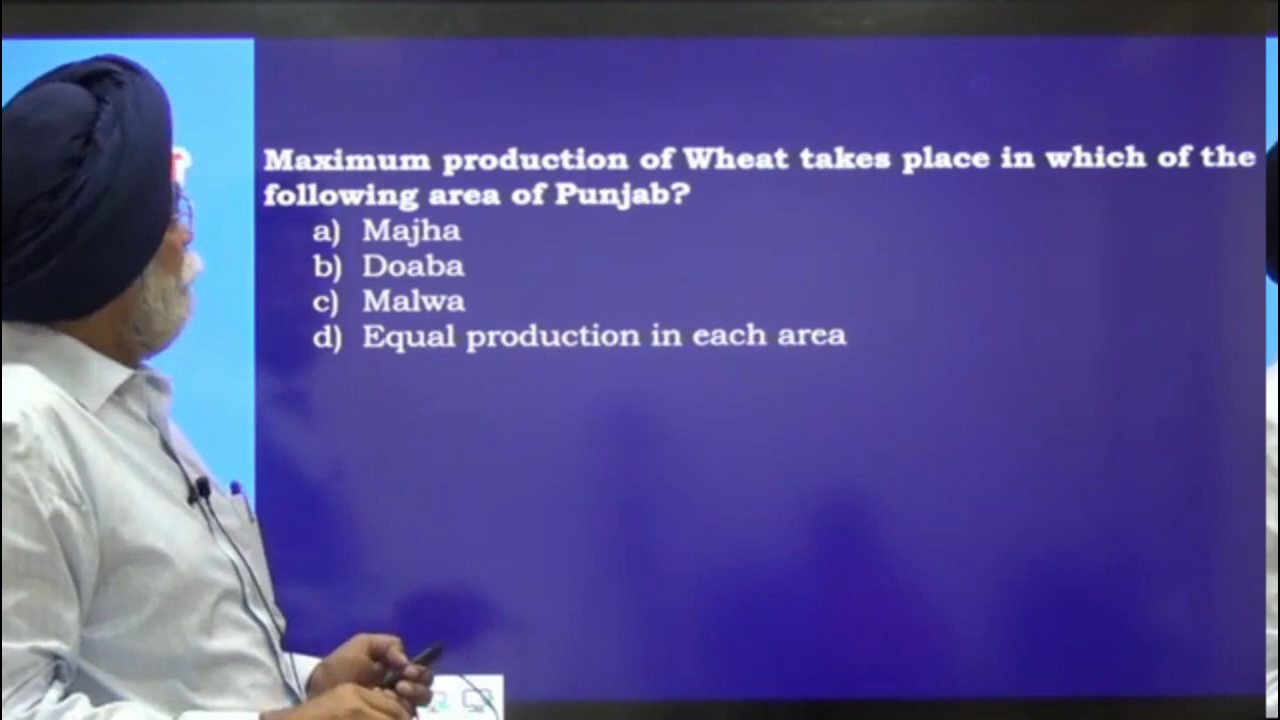 Maximum production of Wheat takes place in which of the
following area of Punjab?
a) Majha
b) Doaba
c) Malwa
d) Equal production in each area